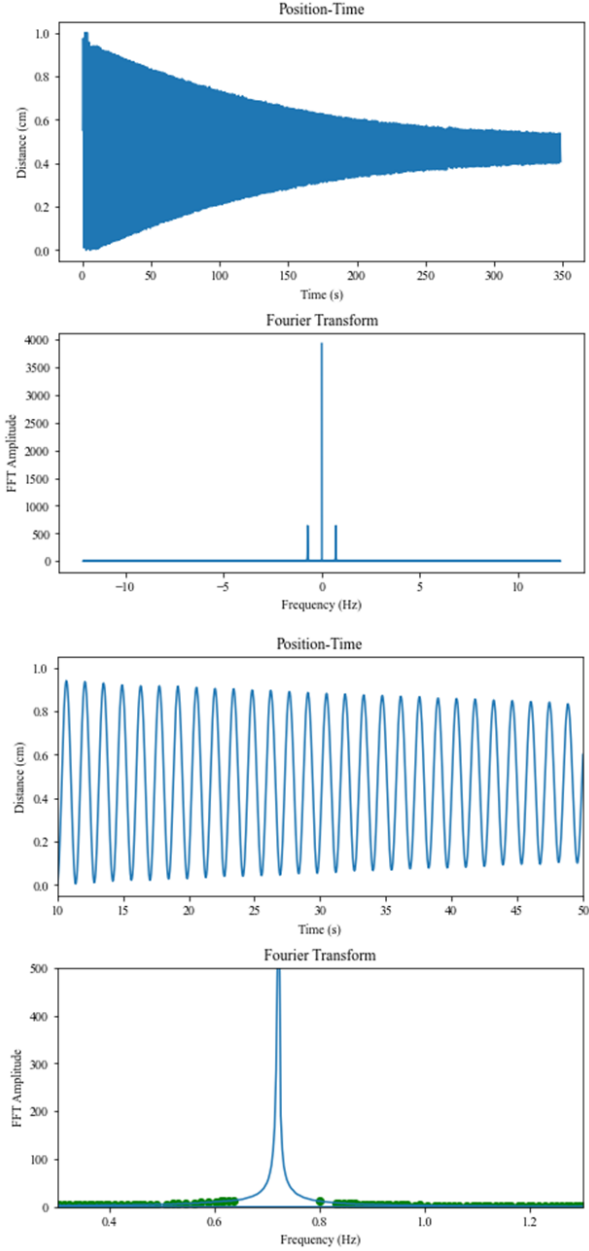 Position-Time
1.0
0.8
0.6
0.4
0.2
0.0
Distance (cm)
0 50 100 150 200 250 300 350
Time (s)
Fourier Transform
4000
3500
3000
2500
2000
1500
1000
500
0
FFT Amplitude
−10 −5 0 5 10
Frequency (Hz)
Position-Time
1.0
0.8
0.6
0.4
0.2
0.0
Distance (cm)
10 15 20 25 30 35 40 45 50
Time (s)
Fourier Transform
500
400
300
200
100
0
FFT Amplitude
0.4 0.6 0.8 1.0 1.2
Frequency (Hz)